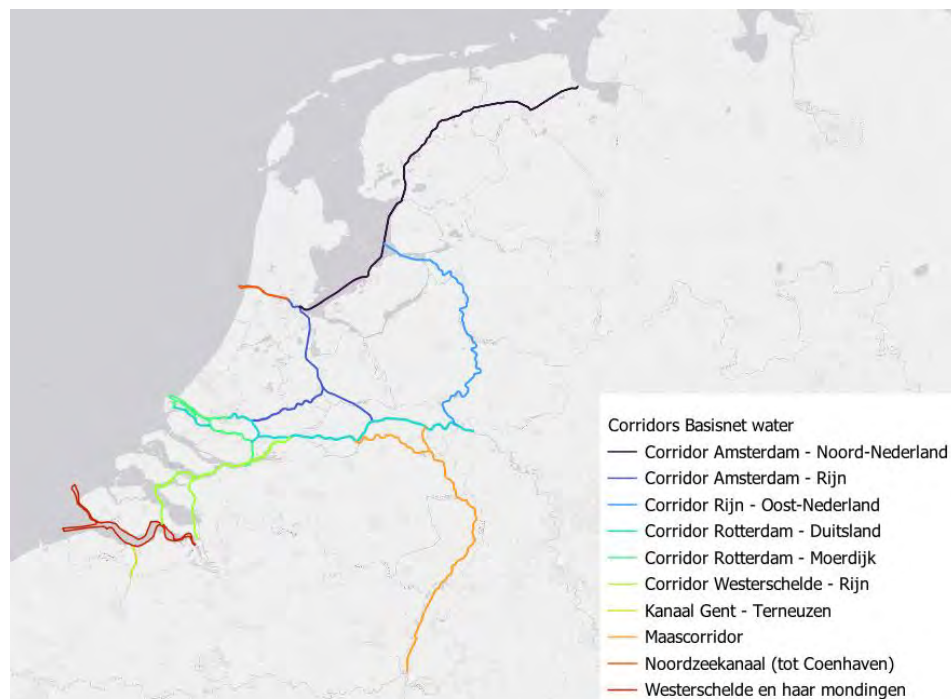 Corridors Basisnet water
Corridor Amsterdam - Noord-Nederland
Corridor Amsterdam - Rijn
Corridor Rijn - Oost-Nederland
Corridor Rotterdam - Duitsland
Corridor Rotterdam - Moerdijk
Corridor Westerschelde - Rijn
Kanaal Gent - Terneuzen
Maascorridor
Noordzeekanaal (tot Coenhaven)
Westerschelde en haar mondingen